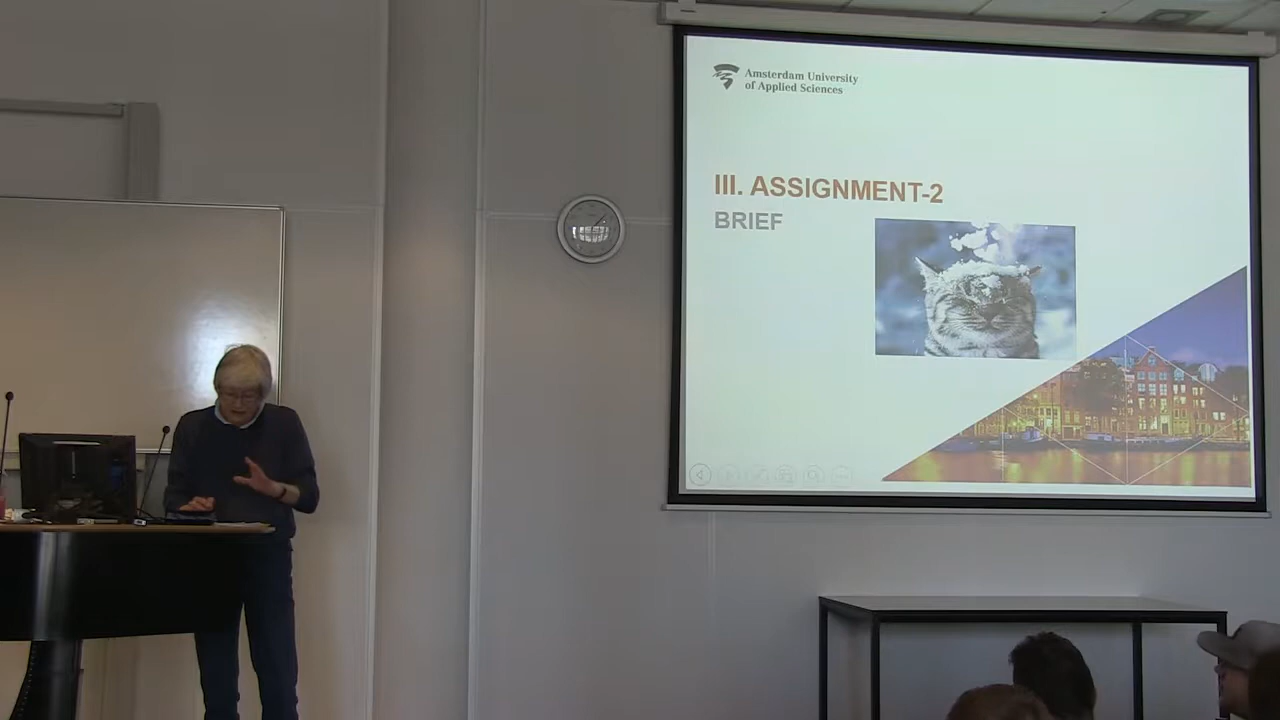 Amsterdam University
of Applied Sciences
III. ASSIGNMENT-2
BRIEF